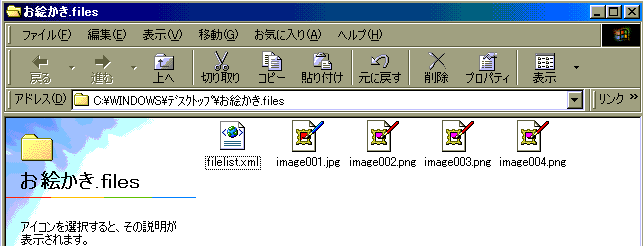 お絵かき.files
ファイル(F) 編集(E) 表示(V) 移動(G) お気に入り(A) ヘルプ(H)
戻る 進む 上へ 切り取り コピー 貼り付け 元に戻す 削除 プロパティ 表示
アドレス(D) C:¥WINDOWS¥ﾃﾞｽｸﾄｯﾌﾟ¥お絵かき.files リンク »
filelist.xml image001.jpg image002.png image003.png image004.png
お絵かき.files
アイコンを選択すると、その説明が
表示されます。